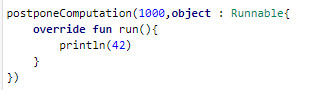 postponeComputation(1000,object : Runnable{
    override fun run(){
        println(42)
    }
})